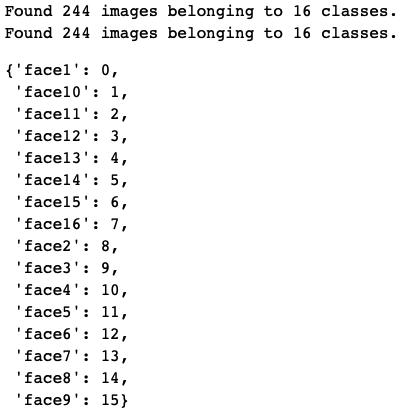 Found 244 images belonging to 16 classes.
Found 244 images belonging to 16 classes.
{'face1': 0,
 'face10': 1,
 'face11': 2,
 'face12': 3,
 'face13': 4,
 'face14': 5,
 'face15': 6,
 'face16': 7,
 'face2': 8,
 'face3': 9,
 'face4': 10,
 'face5': 11,
 'face6': 12,
 'face7': 13,
 'face8': 14,
 'face9': 15}